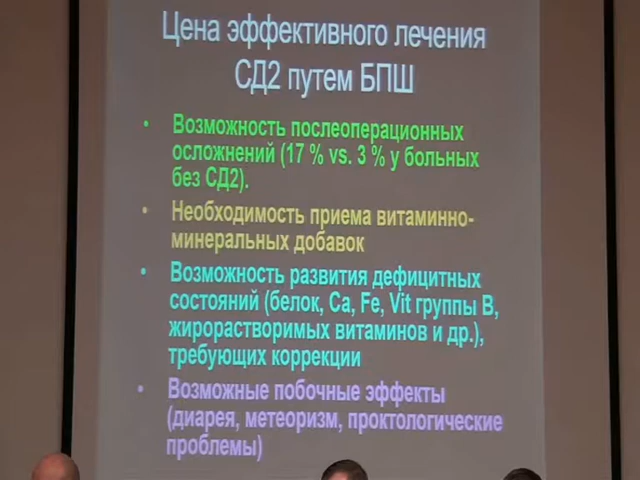 Цена эффективного лечения
СД2 путем БПШ
• Возможность послеоперационных
осложнений (17 % vs. 3 % у больных
без СД2).
• Необходимость приема витаминно-
минеральных добавок
• Возможность развития дефицитных
состояний (белок, Ca, Fe, Vit группы B,
жирорастворимых витаминов и др.),
требующих коррекции
• Возможные побочные эффекты
(диарея, метеоризм, проктологические
проблемы)